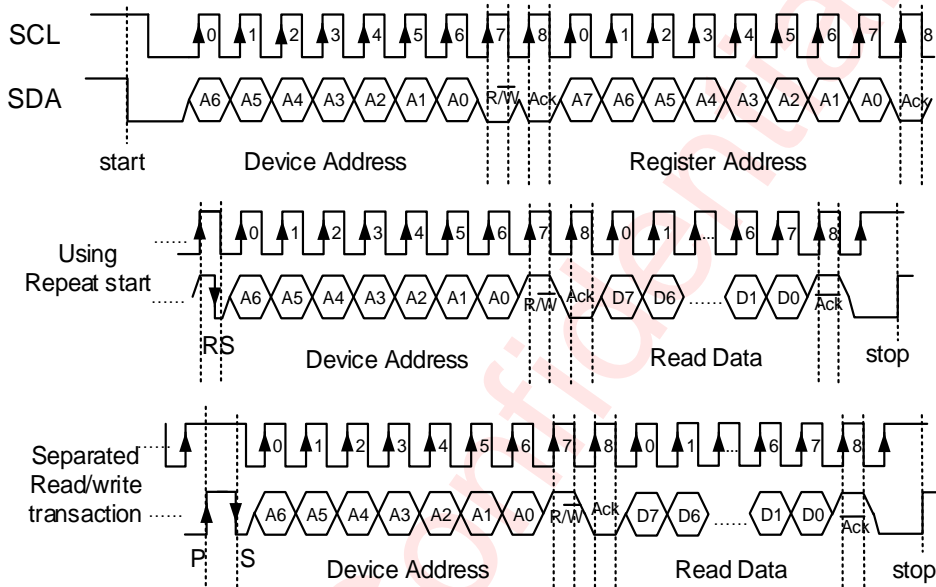 SCL 0 1 2 3 4 5 6 7 8 0 1 2 3 4 5 6 7 8
SDA A6 A5 A4 A3 A2 A1 A0 R/W Ack A7 A6 A5 A4 A3 A2 A1 A0 Ack
start Device Address Register Address
0 1 2 3 4 5 6 7 8 0 1 ... 6 7 8
Using
Repeat start
...... A6 A5 A4 A3 A2 A1 A0 R/W Ack D7 D6 ...... D1 D0 Ack
RS Device Address Read Data stop
0 1 2 3 4 5 6 7 8 0 1 ... 6 7 8
Separated
Read/write
transaction
...... A6 A5 A4 A3 A2 A1 A0 R/W Ack D7 D6 ...... D1 D0 Ack
P S Device Address Read Data stop
Confidential